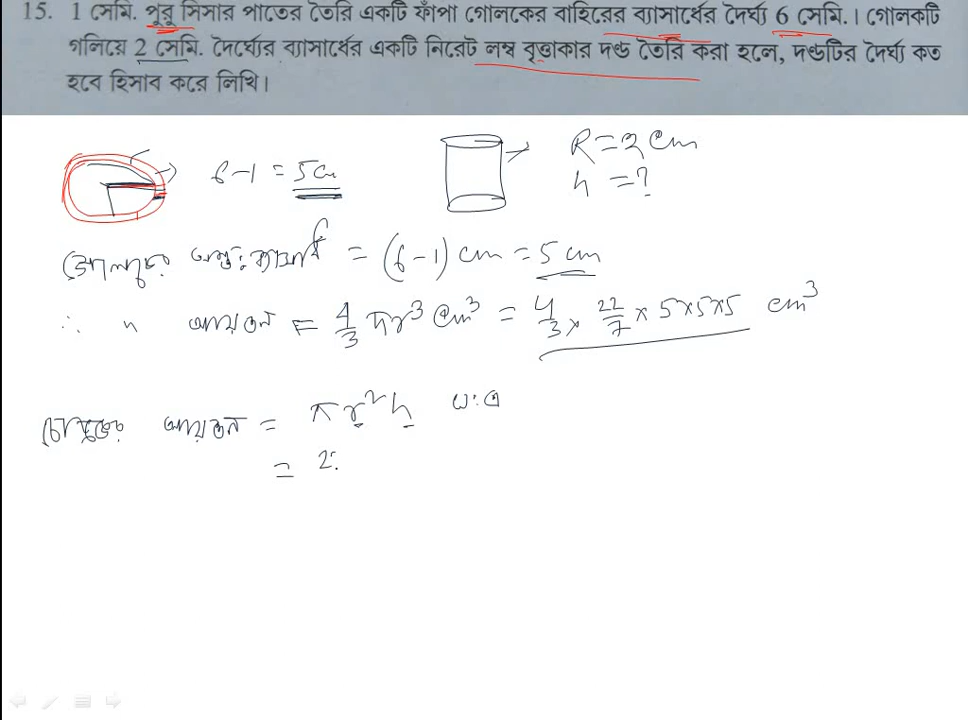 15. 1 সেমি. পুরু সিসার পাতের তৈরি একটি ফাঁপা গোলকের বাহিরের ব্যাসার্ধের দৈর্ঘ্য 6 সেমি.। গোলকটি
গলিয়ে 2 সেমি. দৈর্ঘ্যের ব্যাসার্ধের একটি নিরেট লম্ব বৃত্তাকার দণ্ড তৈরি করা হলে, দণ্ডটির দৈর্ঘ্য কত
হবে হিসাব করে লিখি।
6-1 = 5cm
R = 2 cm
h = ?
গোলকের অন্তঃব্যাসার্ধ = (6-1) cm = 5 cm
∴ " আয়তন = 4/3 πr³ cm³ = 4/3 × 22/7 × 5×5×5 cm³
আয়তন = πr²h ঘ:এ
= 2